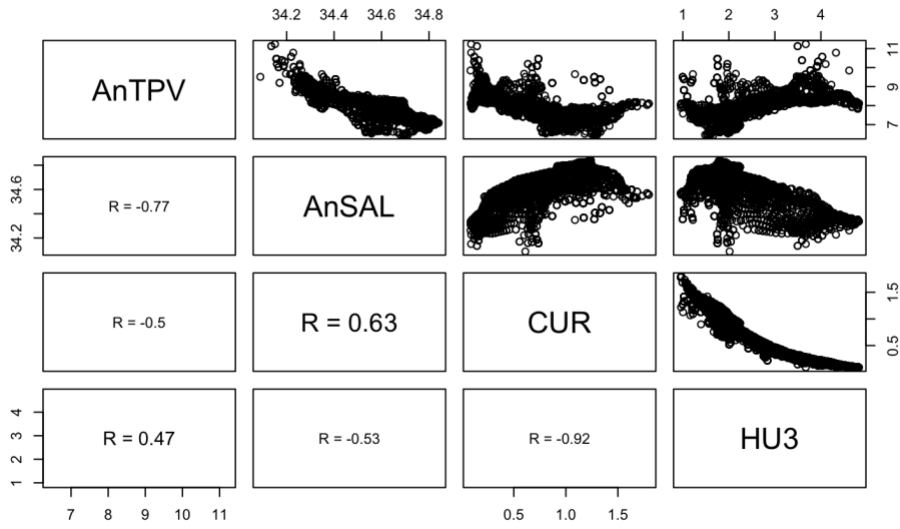 34.2 34.4 34.6 34.8 1 2 3 4
AnTPV 7 9 11
34.2 34.6 R = -0.77 AnSAL
R = -0.5 R = 0.63 CUR 0.5 1.5
1 2 3 4 R = 0.47 R = -0.53 R = -0.92 HU3
7 8 9 10 11 0.5 1.0 1.5